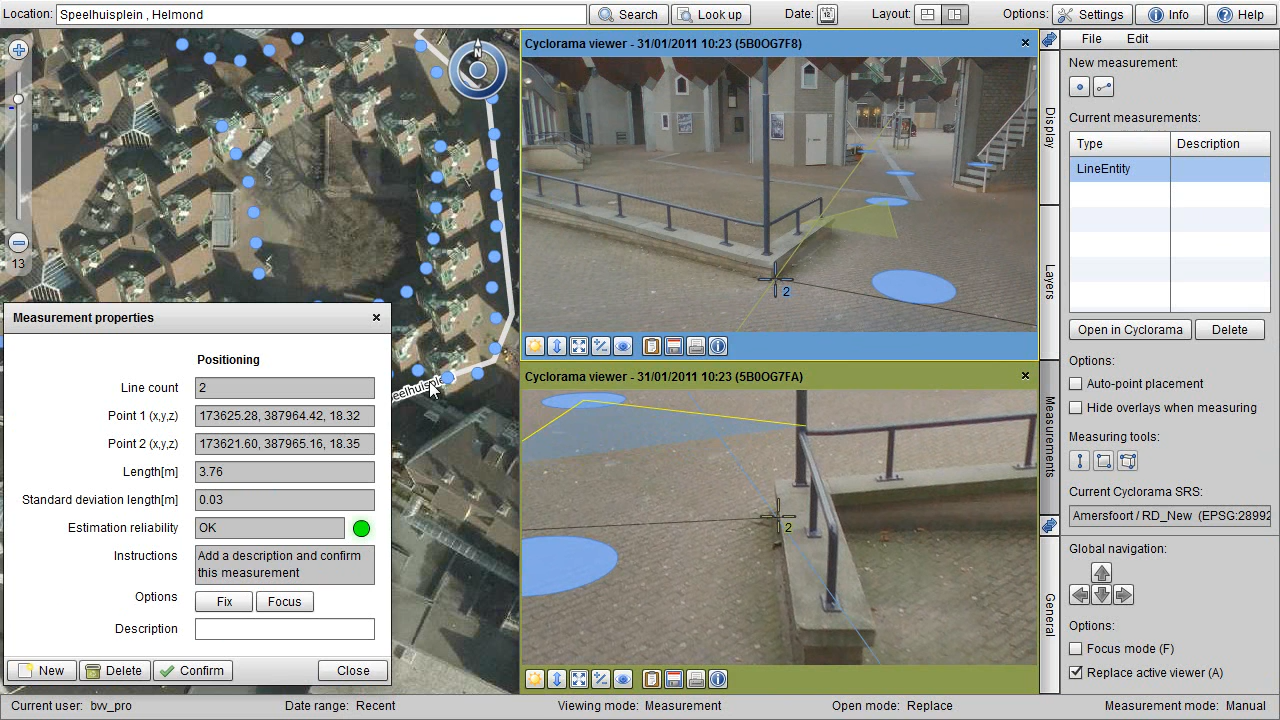 Location: Speelhuisplein , Helmond Search Look up Date: 12 Layout: Options: Settings Info Help
N
13
Measurement properties ×
Positioning
Line count 2
Point 1 (x,y,z) 173625.28, 387964.42, 18.32
Point 2 (x,y,z) 173621.60, 387965.16, 18.35
Length[m] 3.76
Standard deviation length[m] 0.03
Estimation reliability OK
Instructions Add a description and confirm
this measurement
Options Fix Focus
Description
New Delete Confirm Close
Cyclorama viewer - 31/01/2011 10:23 (5B0OG7F8) ×
2
Cyclorama viewer - 31/01/2011 10:23 (5B0OG7FA) ×
2
Display
Layers
Measurements
General
File Edit
New measurement:
Current measurements:
Type Description
LineEntity
Open in Cyclorama Delete
Options:
Auto-point placement
Hide overlays when measuring
Measuring tools:
Current Cyclorama SRS:
Amersfoort / RD_New (EPSG:28992
Global navigation:
Options:
Focus mode (F)
Replace active viewer (A)
Current user: bw_pro Date range: Recent Viewing mode: Measurement Open mode: Replace Measurement mode: Manual